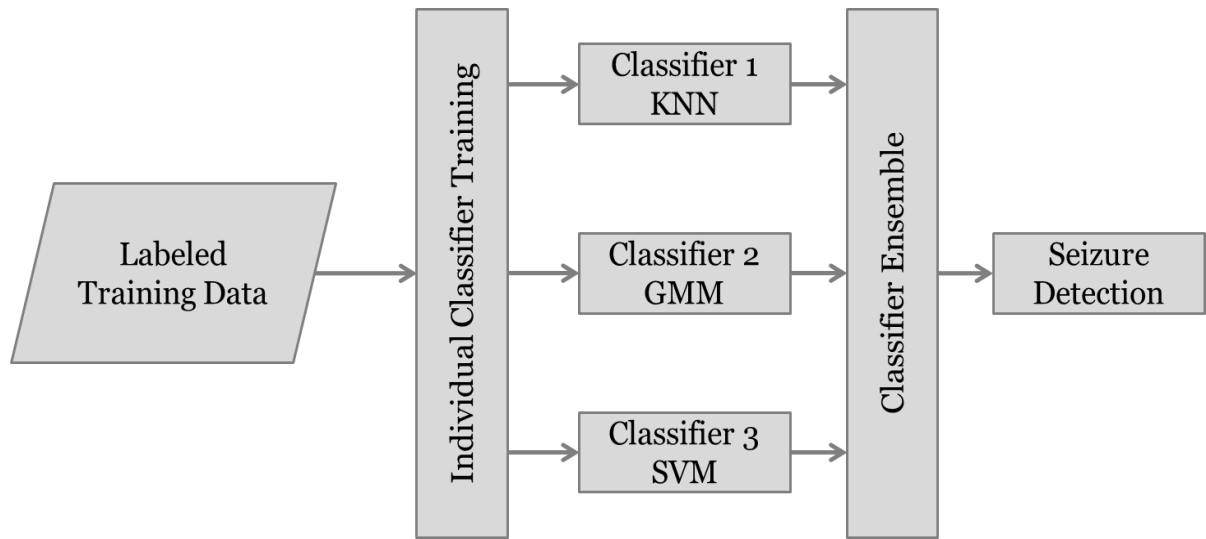 Labeled
Training Data
Individual Classifier Training
Classifier 1
KNN
Classifier 2
GMM
Classifier 3
SVM
Classifier Ensemble
Seizure
Detection